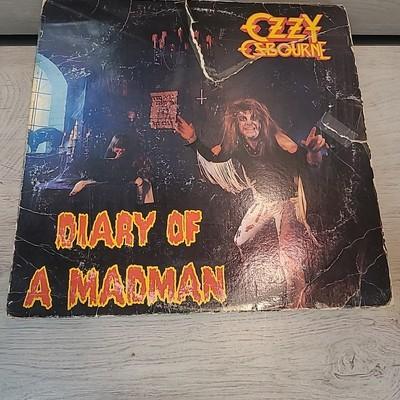 OZZY
OSBOURNE
DIARY OF
A MADMAN